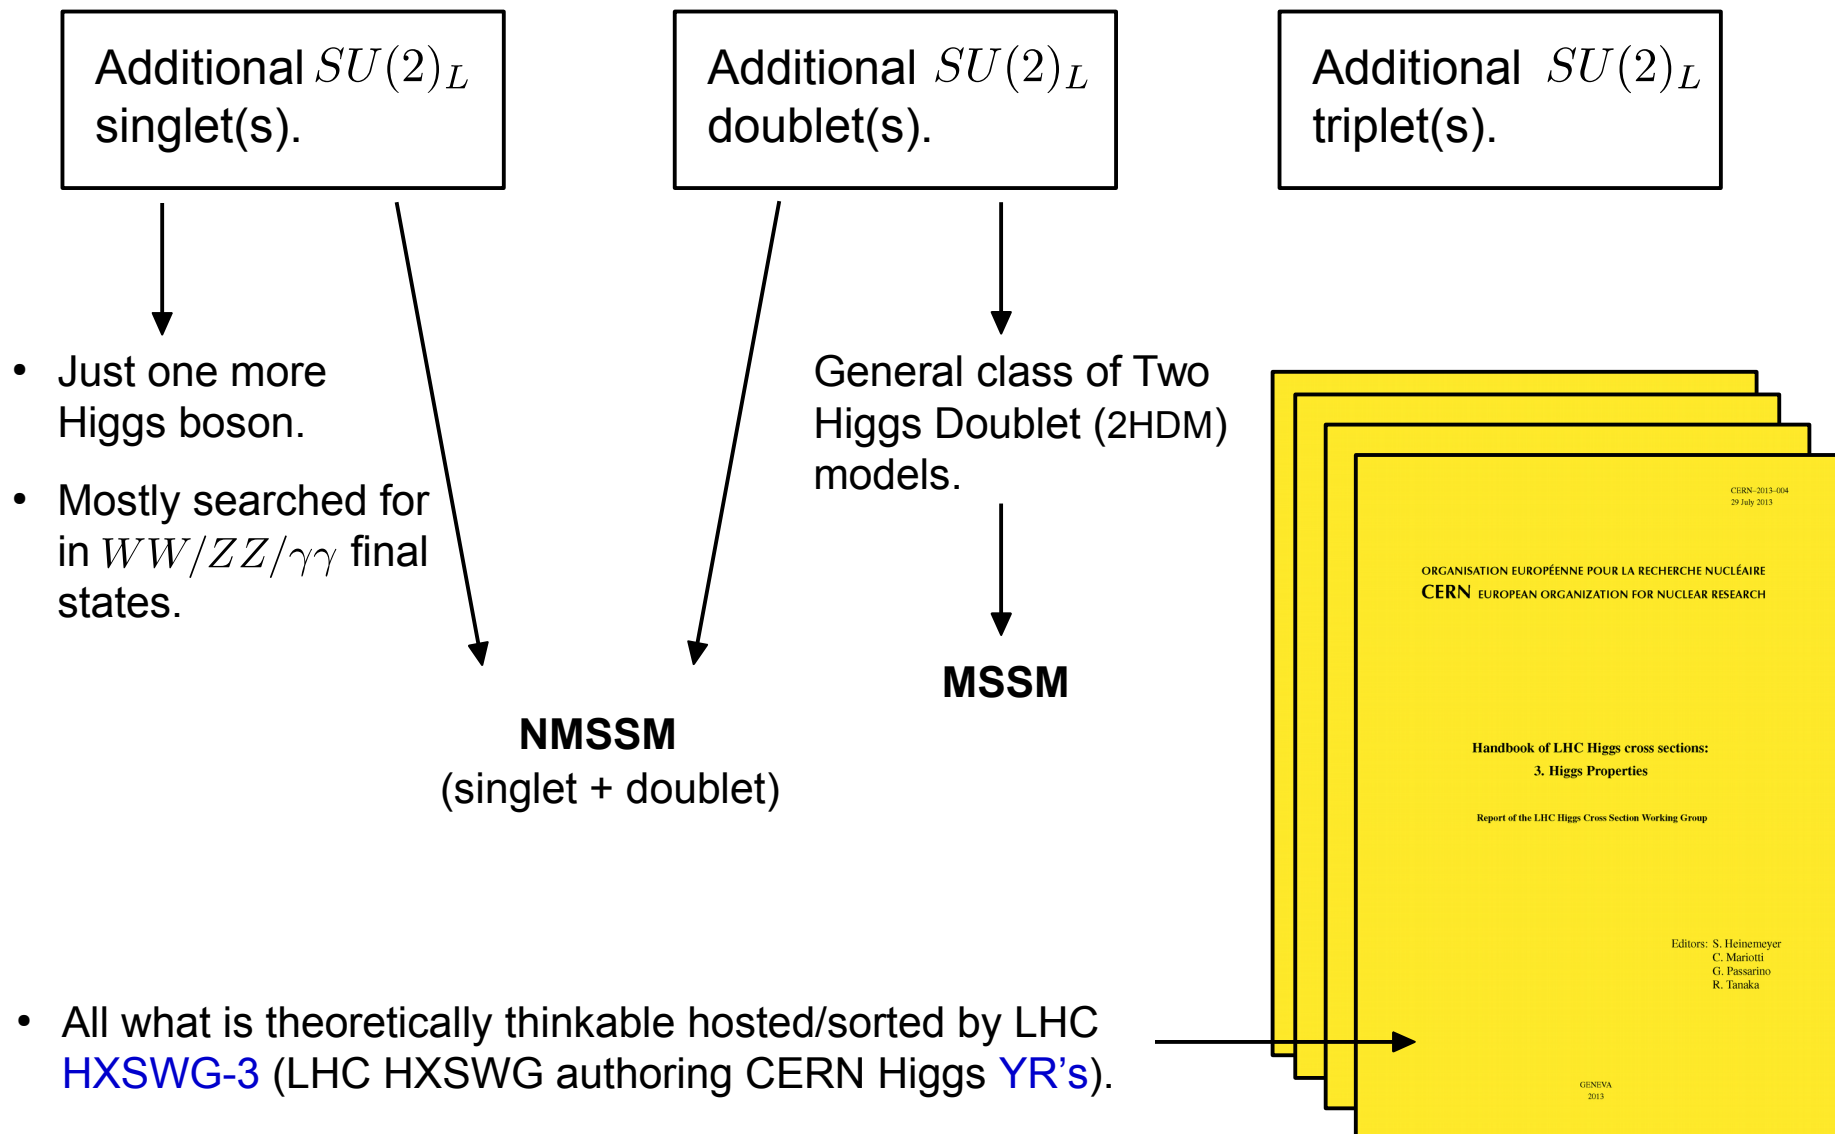 Additional SU(2)_L
singlet(s).
Additional SU(2)_L
doublet(s).
Additional SU(2)_L
triplet(s).
• Just one more
Higgs boson.
• Mostly searched for
in WW/ZZ/γγ final
states.
General class of Two
Higgs Doublet (2HDM)
models.
MSSM
NMSSM
(singlet + doublet)
CERN–2013–004
29 July 2013
ORGANISATION EUROPÉENNE POUR LA RECHERCHE NUCLÉAIRE
CERN EUROPEAN ORGANIZATION FOR NUCLEAR RESEARCH
Handbook of LHC Higgs cross sections:
3. Higgs Properties
Report of the LHC Higgs Cross Section Working Group
Editors: S. Heinemeyer
C. Mariotti
G. Passarino
R. Tanaka
GENEVA
2013
• All what is theoretically thinkable hosted/sorted by LHC
HXSWG-3 (LHC HXSWG authoring CERN Higgs YR’s).